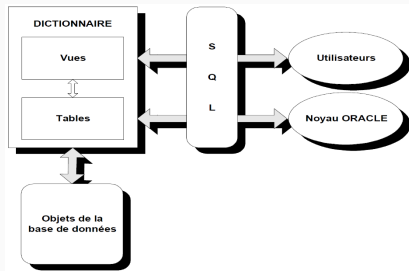 DICTIONNAIRE
Vues
Tables
S
Q
L
Utilisateurs
Noyau ORACLE
Objets de la
base de données